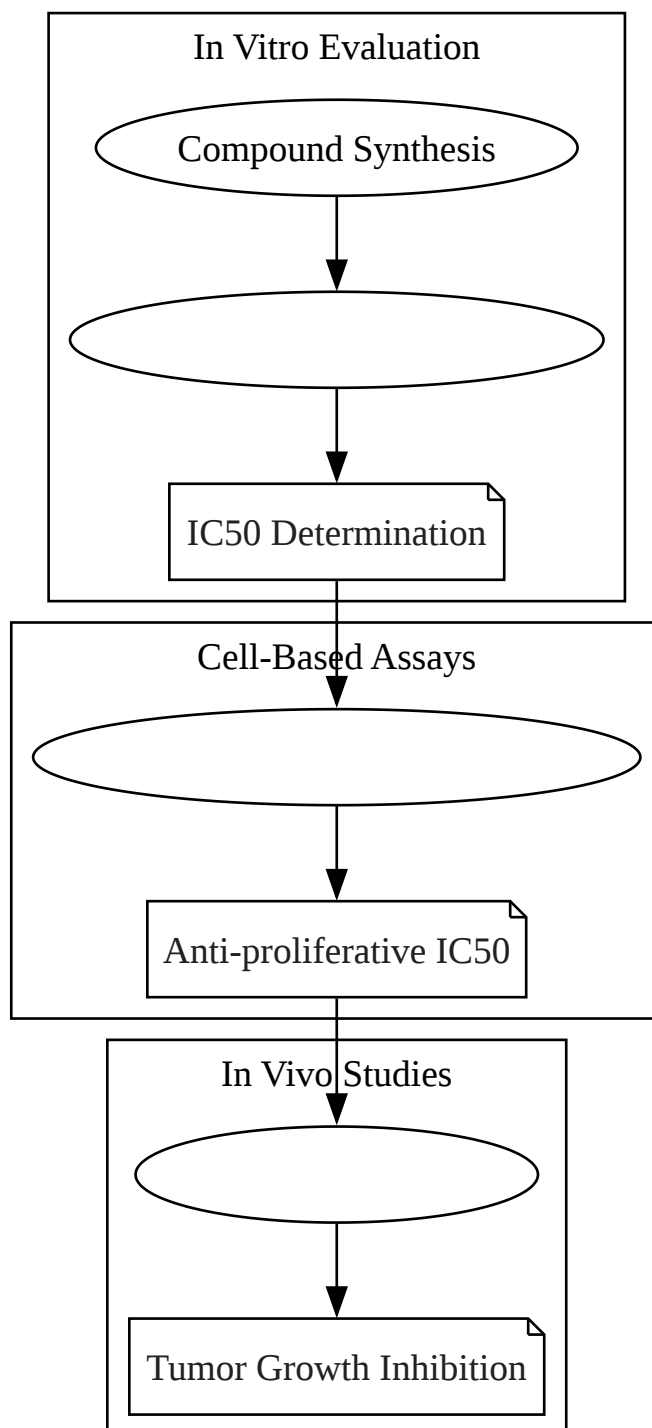 In Vitro Evaluation
Compound Synthesis
IC50 Determination
Cell-Based Assays
Anti-proliferative IC50
In Vivo Studies
Tumor Growth Inhibition